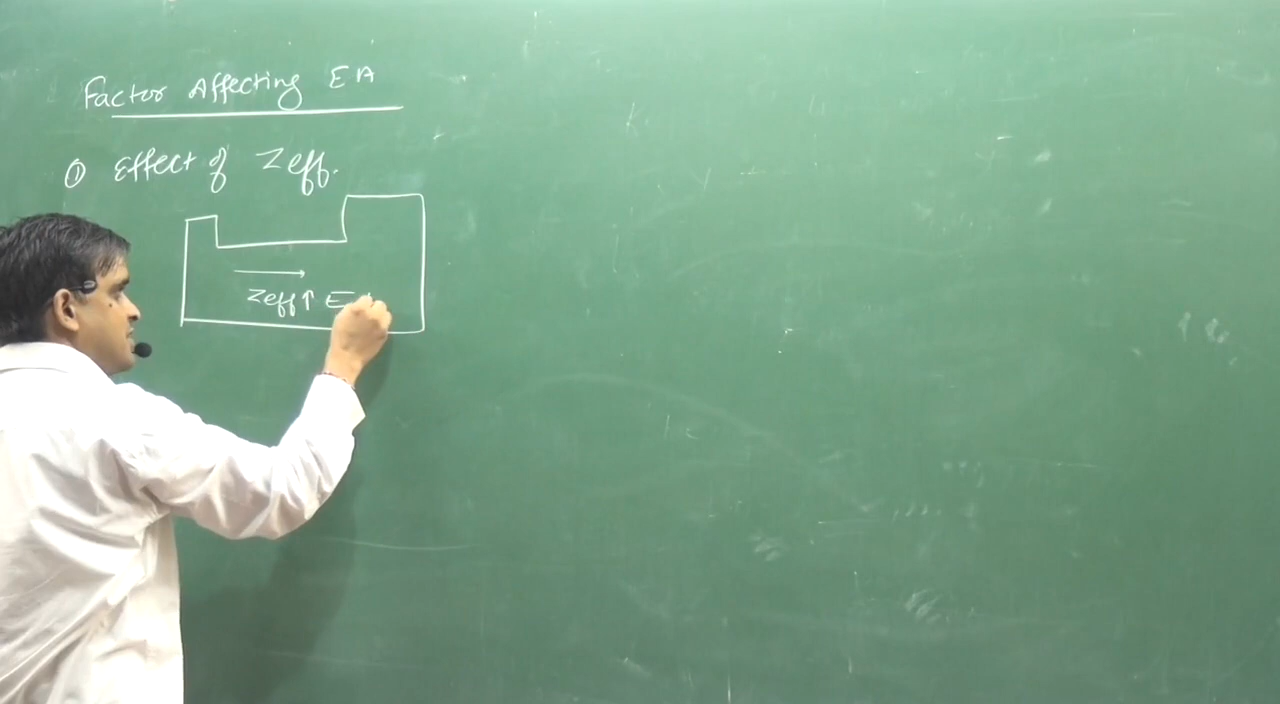 Factor Affecting EA
① Effect of Zeff.
Zeff↑ E